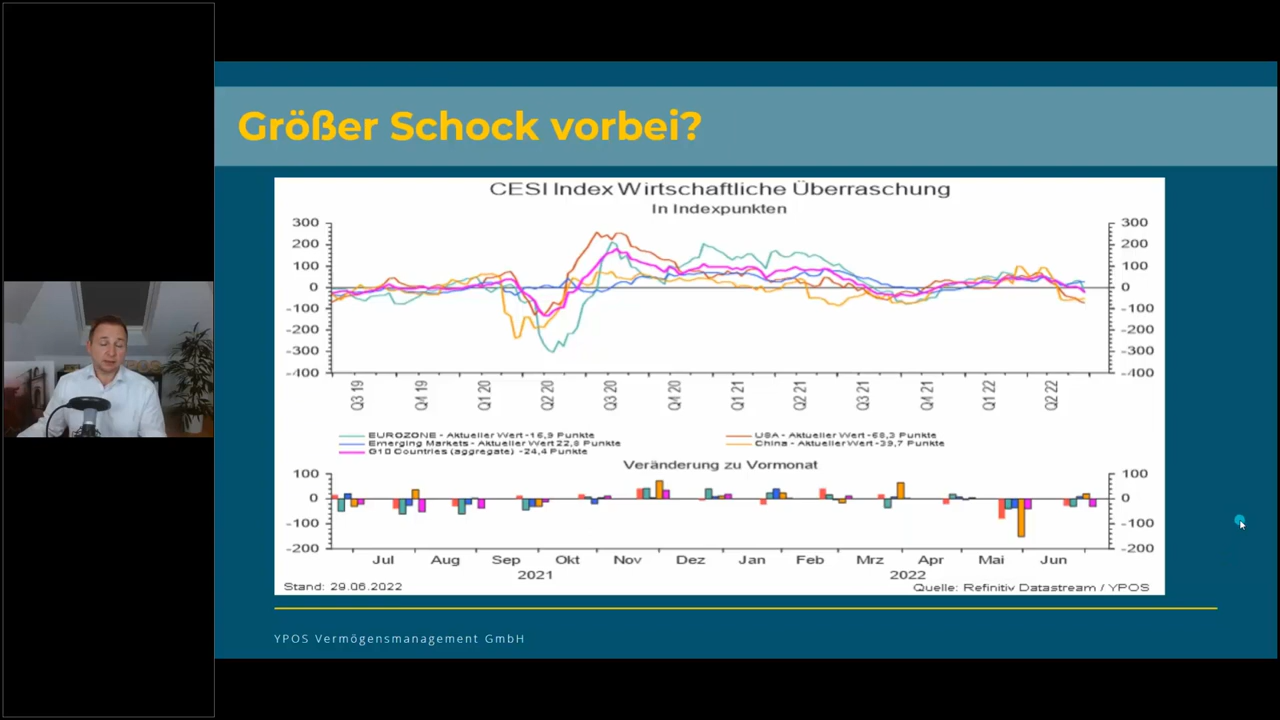 Größer Schock vorbei?
CESI Index Wirtschaftliche Überraschung
In Indexpunkten
300 300
200 200
100 100
0 0
-100 -100
-200 -200
-300 -300
-400 -400
Q3 19 Q4 19 Q1 20 Q2 20 Q3 20 Q4 20 Q1 21 Q2 21 Q3 21 Q4 21 Q1 22 Q2 22
EUROZONE - Aktueller Wert -16,9 Punkte USA - Aktueller Wert -68,3 Punkte
Emerging Markets - Aktueller Wert 22,8 Punkte China - Aktueller Wert -39,7 Punkte
G10 Countries (aggregate) -24,4 Punkte
Veränderung zu Vormonat
100 100
0 0
-100 -100
-200 -200
Jul Aug Sep Okt Nov Dez Jan Feb Mrz Apr Mai Jun
2021 2022
Stand: 29.06.2022 Quelle: Refinitiv Datastream / YPOS
YPOS Vermögensmanagement GmbH